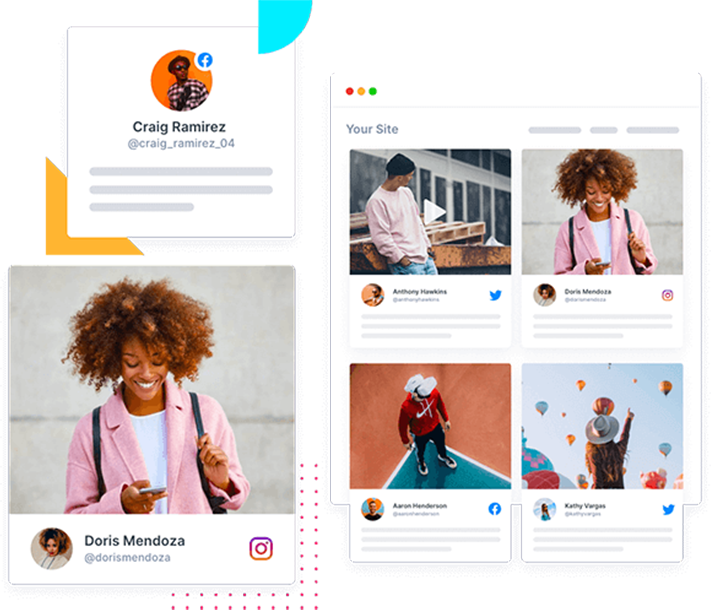 Craig Ramirez
@craig_ramirez_04
Doris Mendoza
@dorismendoza
Your Site
Anthony Hawkins
@anthonyhawkins
Doris Mendoza
@dorismendoza
Aaron Henderson
@aaronhenderson
Kathy Vargas
@kathyvargas